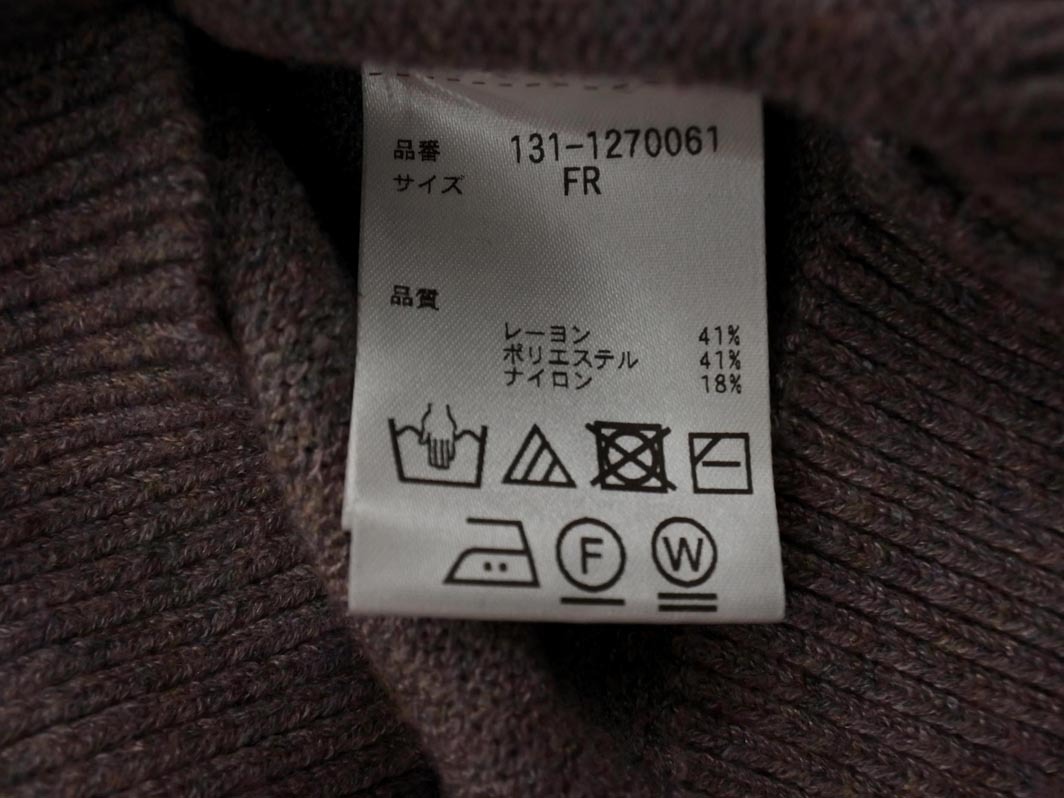 品番 131-1270061
サイズ FR
品質
レーヨン 41%
ポリエステル 41%
ナイロン 18%
F W